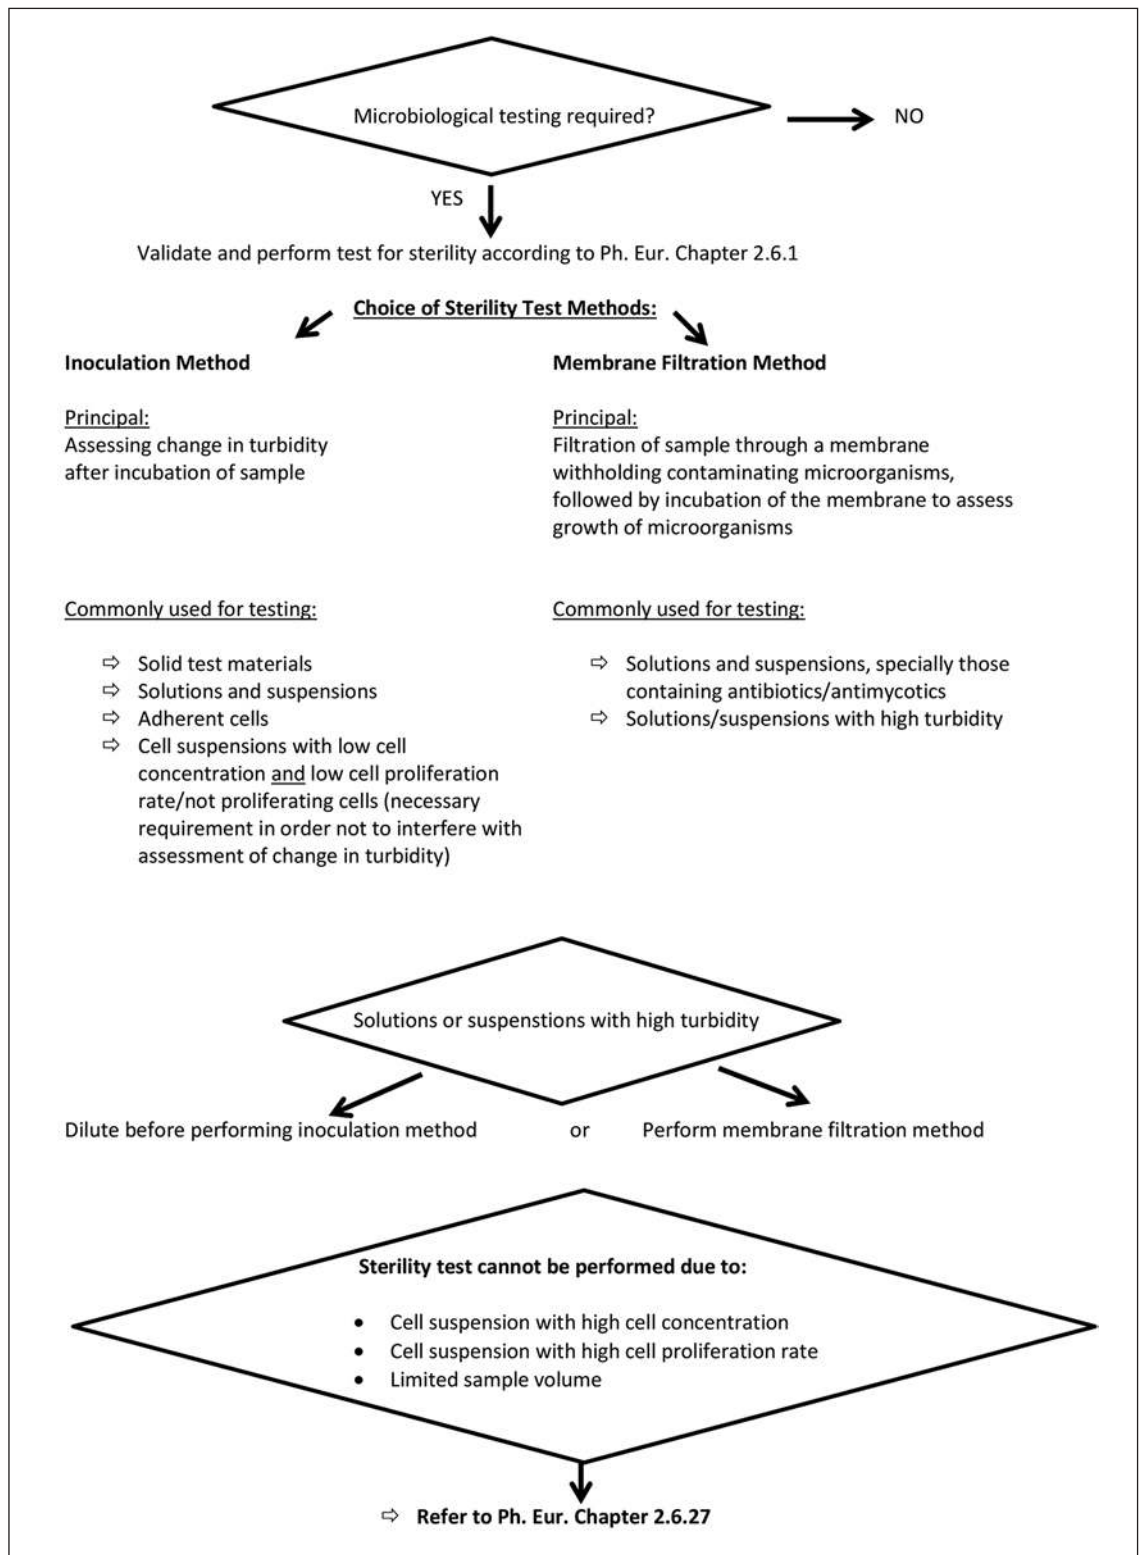 Microbiological testing required?
NO
YES
Validate and perform test for sterility according to Ph. Eur. Chapter 2.6.1
Choice of Sterility Test Methods:
Inoculation Method
Principal:
Assessing change in turbidity
after incubation of sample
Commonly used for testing:
⇨ Solid test materials
⇨ Solutions and suspensions
⇨ Adherent cells
⇨ Cell suspensions with low cell
concentration and low cell proliferation
rate/not proliferating cells (necessary
requirement in order not to interfere with
assessment of change in turbidity)
Membrane Filtration Method
Principal:
Filtration of sample through a membrane
withholding contaminating microorganisms,
followed by incubation of the membrane to assess
growth of microorganisms
Commonly used for testing:
⇨ Solutions and suspensions, specially those
containing antibiotics/antimycotics
⇨ Solutions/suspensions with high turbidity
Solutions or suspenstions with high turbidity
Dilute before performing inoculation method
or
Perform membrane filtration method
Sterility test cannot be performed due to:
• Cell suspension with high cell concentration
• Cell suspension with high cell proliferation rate
• Limited sample volume
⇨ Refer to Ph. Eur. Chapter 2.6.27